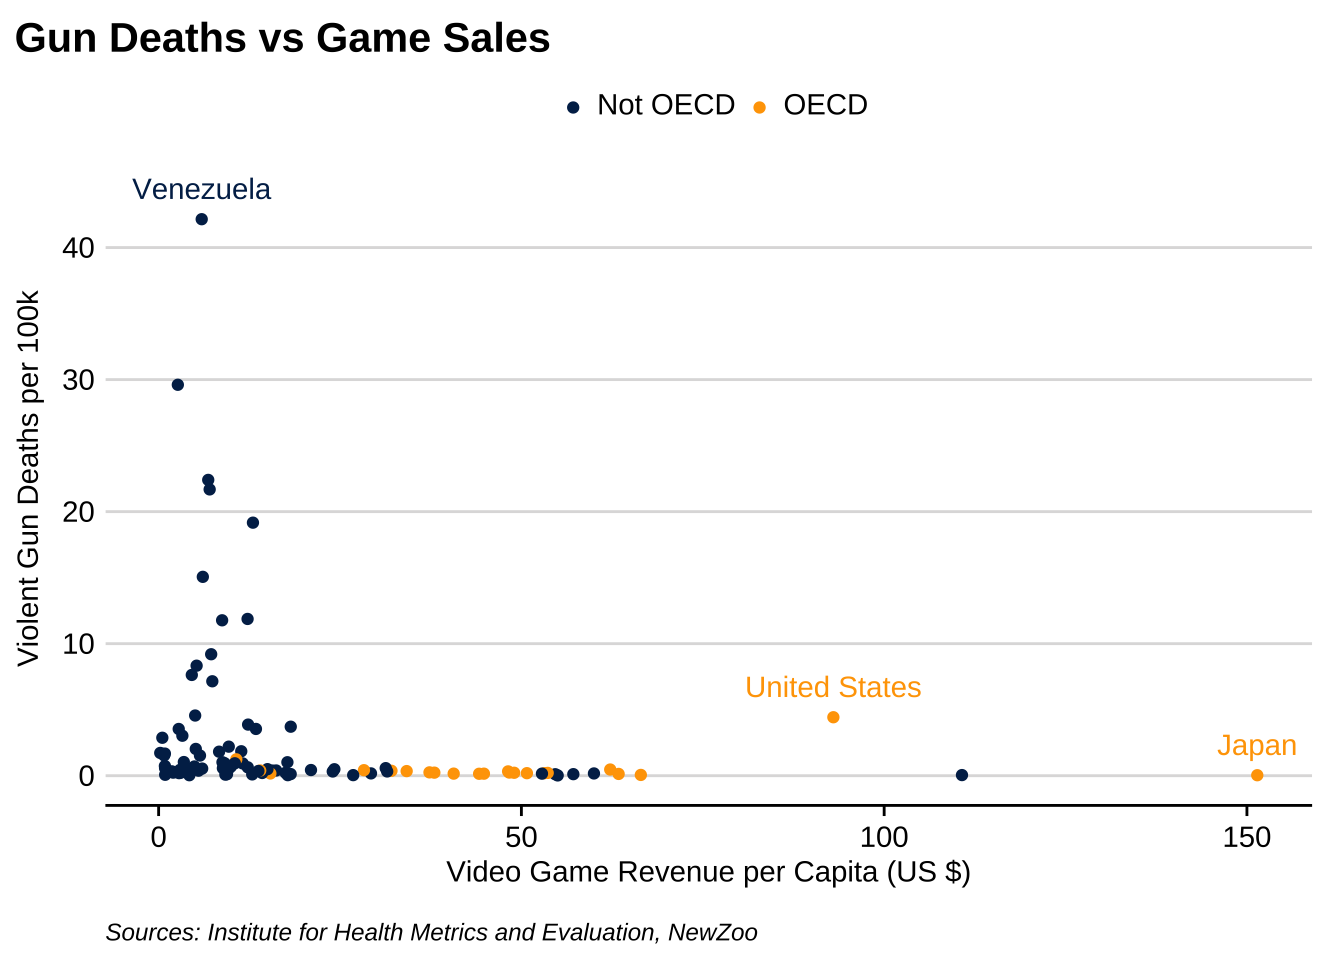 Gun Deaths vs Game Sales
Not OECD OECD
Venezuela
40
30
20
10
0
Violent Gun Deaths per 100k
United States
Japan
0 50 100 150
Video Game Revenue per Capita (US $)
Sources: Institute for Health Metrics and Evaluation, NewZoo